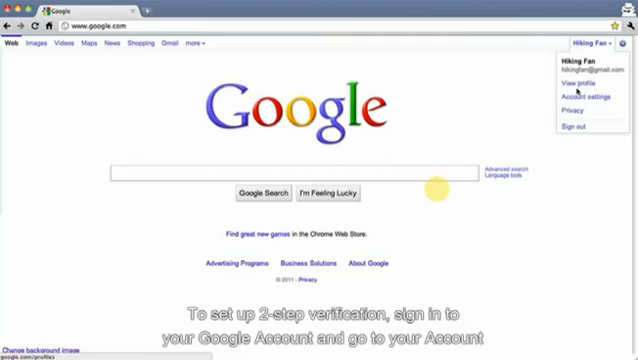 Google
www.google.com
Web Images Videos Maps News Shopping Gmail more
Hiking Fan
Hiking Fan
hikingfan@gmail.com
View profile
Account settings
Privacy
Sign out
Google
Advanced search
Language tools
Google Search I'm Feeling Lucky
Find great new games in the Chrome Web Store.
Advertising Programs Business Solutions About Google
© 2011 - Privacy
To set up 2-step verification, sign in to
your Google Account and go to your Account
Change background image
google.com/profiles